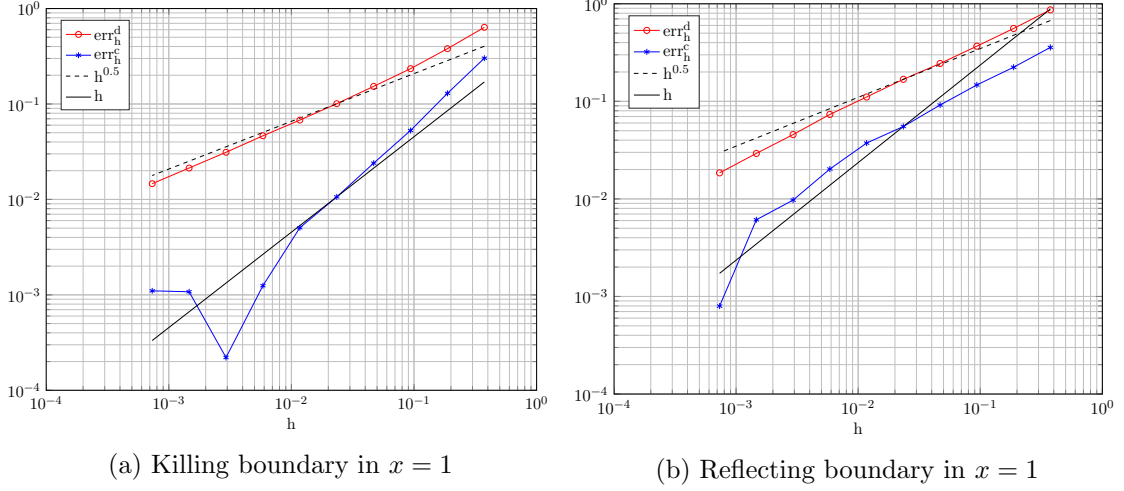 10^0
10^-1
10^-2
10^-3
10^-4
10^-4 10^-3 10^-2 10^-1 10^0
h
err_h^d
err_h^c
h^0.5
h
(a) Killing boundary in x = 1
10^0
10^-1
10^-2
10^-3
10^-4
10^-4 10^-3 10^-2 10^-1 10^0
h
err_h^d
err_h^c
h^0.5
h
(b) Reflecting boundary in x = 1